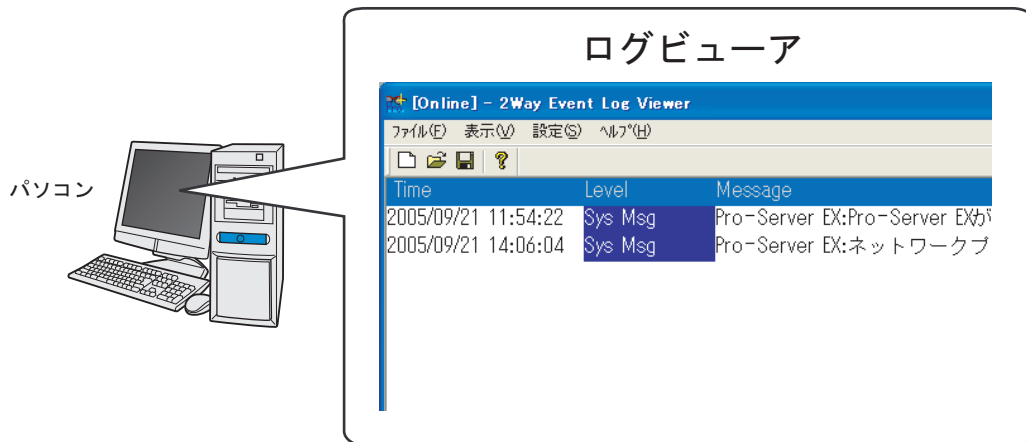 ログビューア
[Online] - 2Way Event Log Viewer
ファイル(F) 表示(V) 設定(S) ヘルプ(H)
パソコン
Time Level Message
2005/09/21 11:54:22 Sys Msg Pro-Server EX:Pro-Server EXが
2005/09/21 14:06:04 Sys Msg Pro-Server EX:ネットワークプ